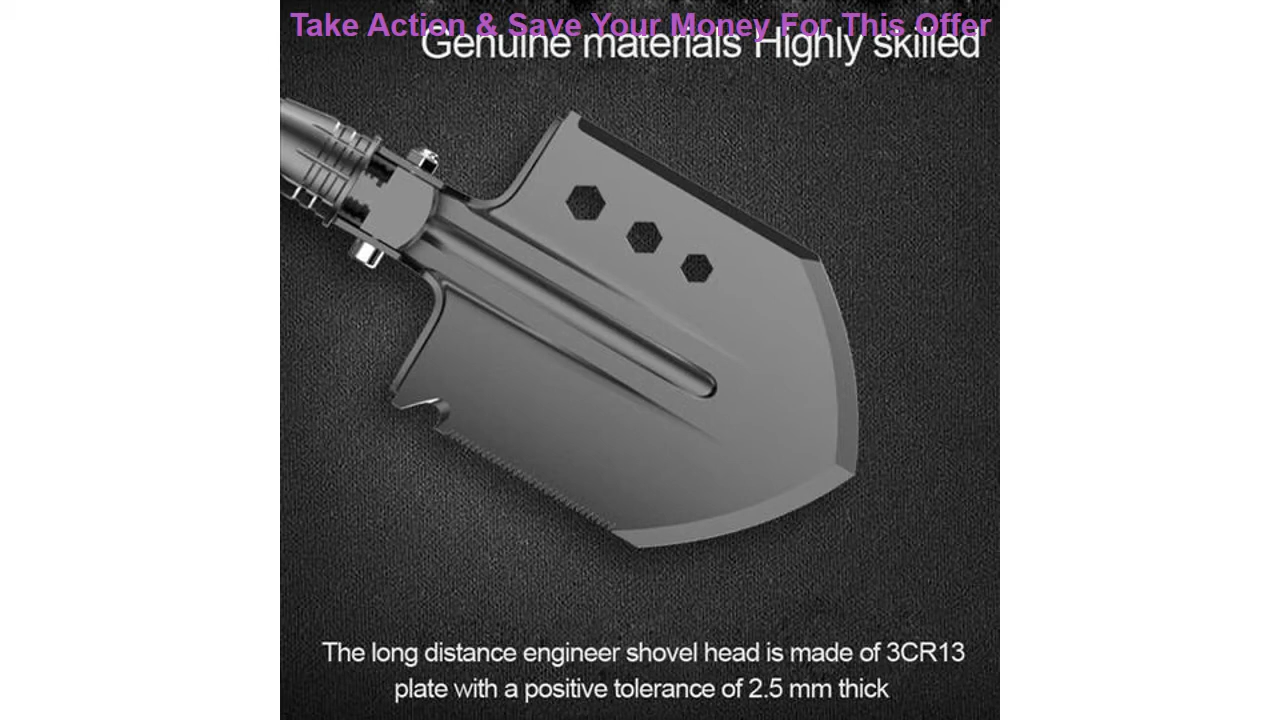 Take Action & Save Your Money For This Offer
Genuine materials Highly skilled
The long distance engineer shovel head is made of 3CR13
plate with a positive tolerance of 2.5 mm thick